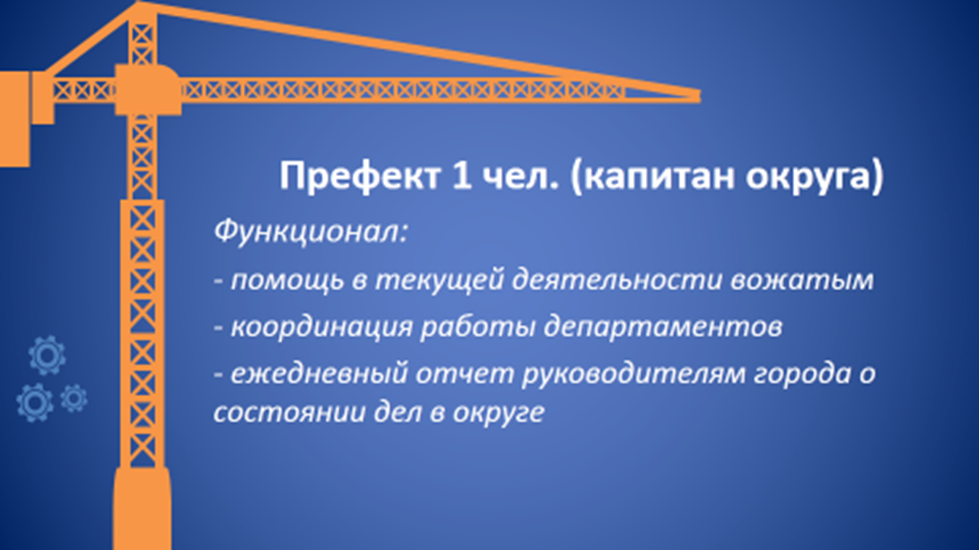 Префект 1 чел. (капитан округа)
Функционал:
- помощь в текущей деятельности вожатым
- координация работы департаментов
- ежедневный отчет руководителям города о
состоянии дел в округе